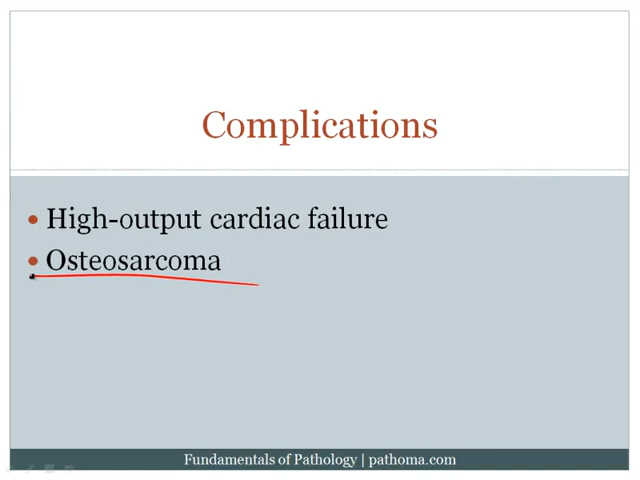 Complications
• High-output cardiac failure
• Osteosarcoma
Fundamentals of Pathology | pathoma.com